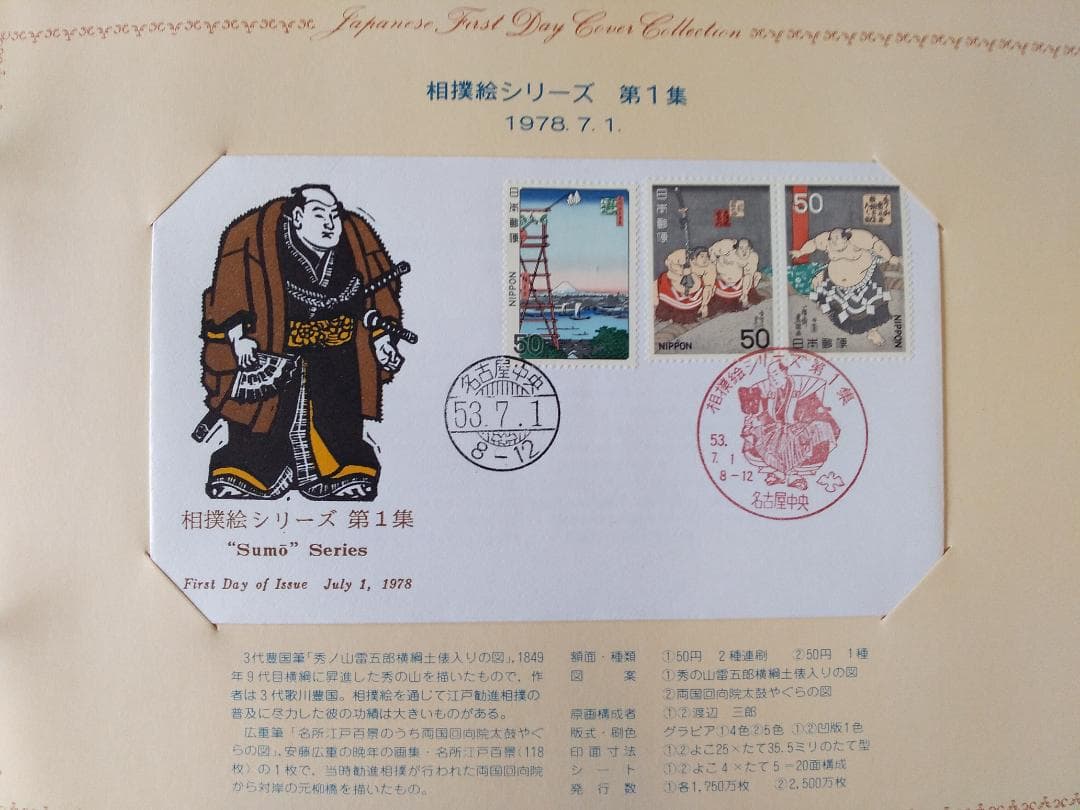 Japanese First Day Cover Collection
相撲絵シリーズ 第1集
1978.7.1.
日本郵便
NIPPON
50
日本郵便
NIPPON
50
50
NIPPON
日本郵便
名古屋中央
53.7.1
8-12
相撲絵シリーズ第1集
53.
7.1
8-12
名古屋中央
相撲絵シリーズ 第1集
“Sumō” Series
First Day of Issue July 1, 1978
3代豊国筆「秀ノ山雷五郎横綱土俵入りの図」，1849
年9代目横綱に昇進した秀の山を描いたもので，作
者は3代歌川豊国。相撲絵を通じて江戸勧進相撲の
普及に尽力した彼の功績は大きいものがある。
広重筆「名所江戸百景のうち両国回向院太鼓やぐ
らの図」，安藤広重の晩年の画集・名所江戸百景(118
枚)の1枚で，当時勧進相撲が行われた両国回向院
から対岸の元柳橋を描いたもの。
額面・種類 ①50円 2種連刷 ②50円 1種
図案 ①秀の山雷五郎横綱土俵入りの図
②両国回向院太鼓やぐらの図
原画構成者 ①②渡辺 三郎
版式・刷色 グラビア①4色②5色 ①②凹版1色
印面寸法 ①②よこ25×たて35.5ミリのたて型
シート ①②よこ4×たて5=20面構成
発行数 ①各1,750万枚 ②2,500万枚